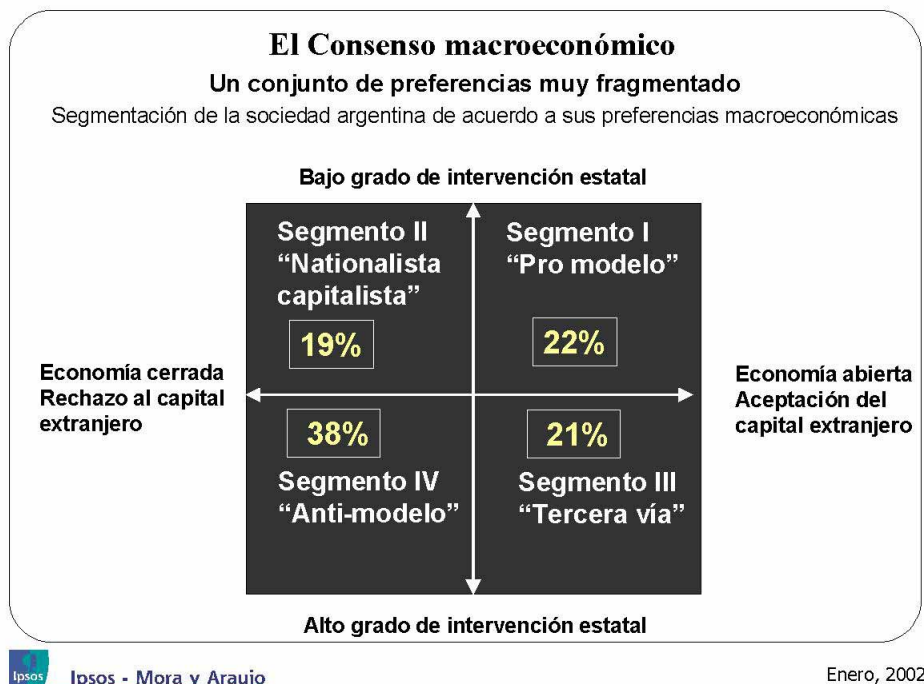 El Consenso macroeconómico
Un conjunto de preferencias muy fragmentado
Segmentación de la sociedad argentina de acuerdo a sus preferencias macroeconómicas
Bajo grado de intervención estatal
Segmento II
“Nationalista
capitalista”
19%
Segmento I
“Pro modelo”
22%
Economía cerrada
Rechazo al capital
extranjero
Economía abierta
Aceptación del
capital extranjero
38%
Segmento IV
“Anti-modelo”
21%
Segmento III
“Tercera vía”
Alto grado de intervención estatal
Ipsos
Ipsos - Mora y Araujo
Enero, 2002